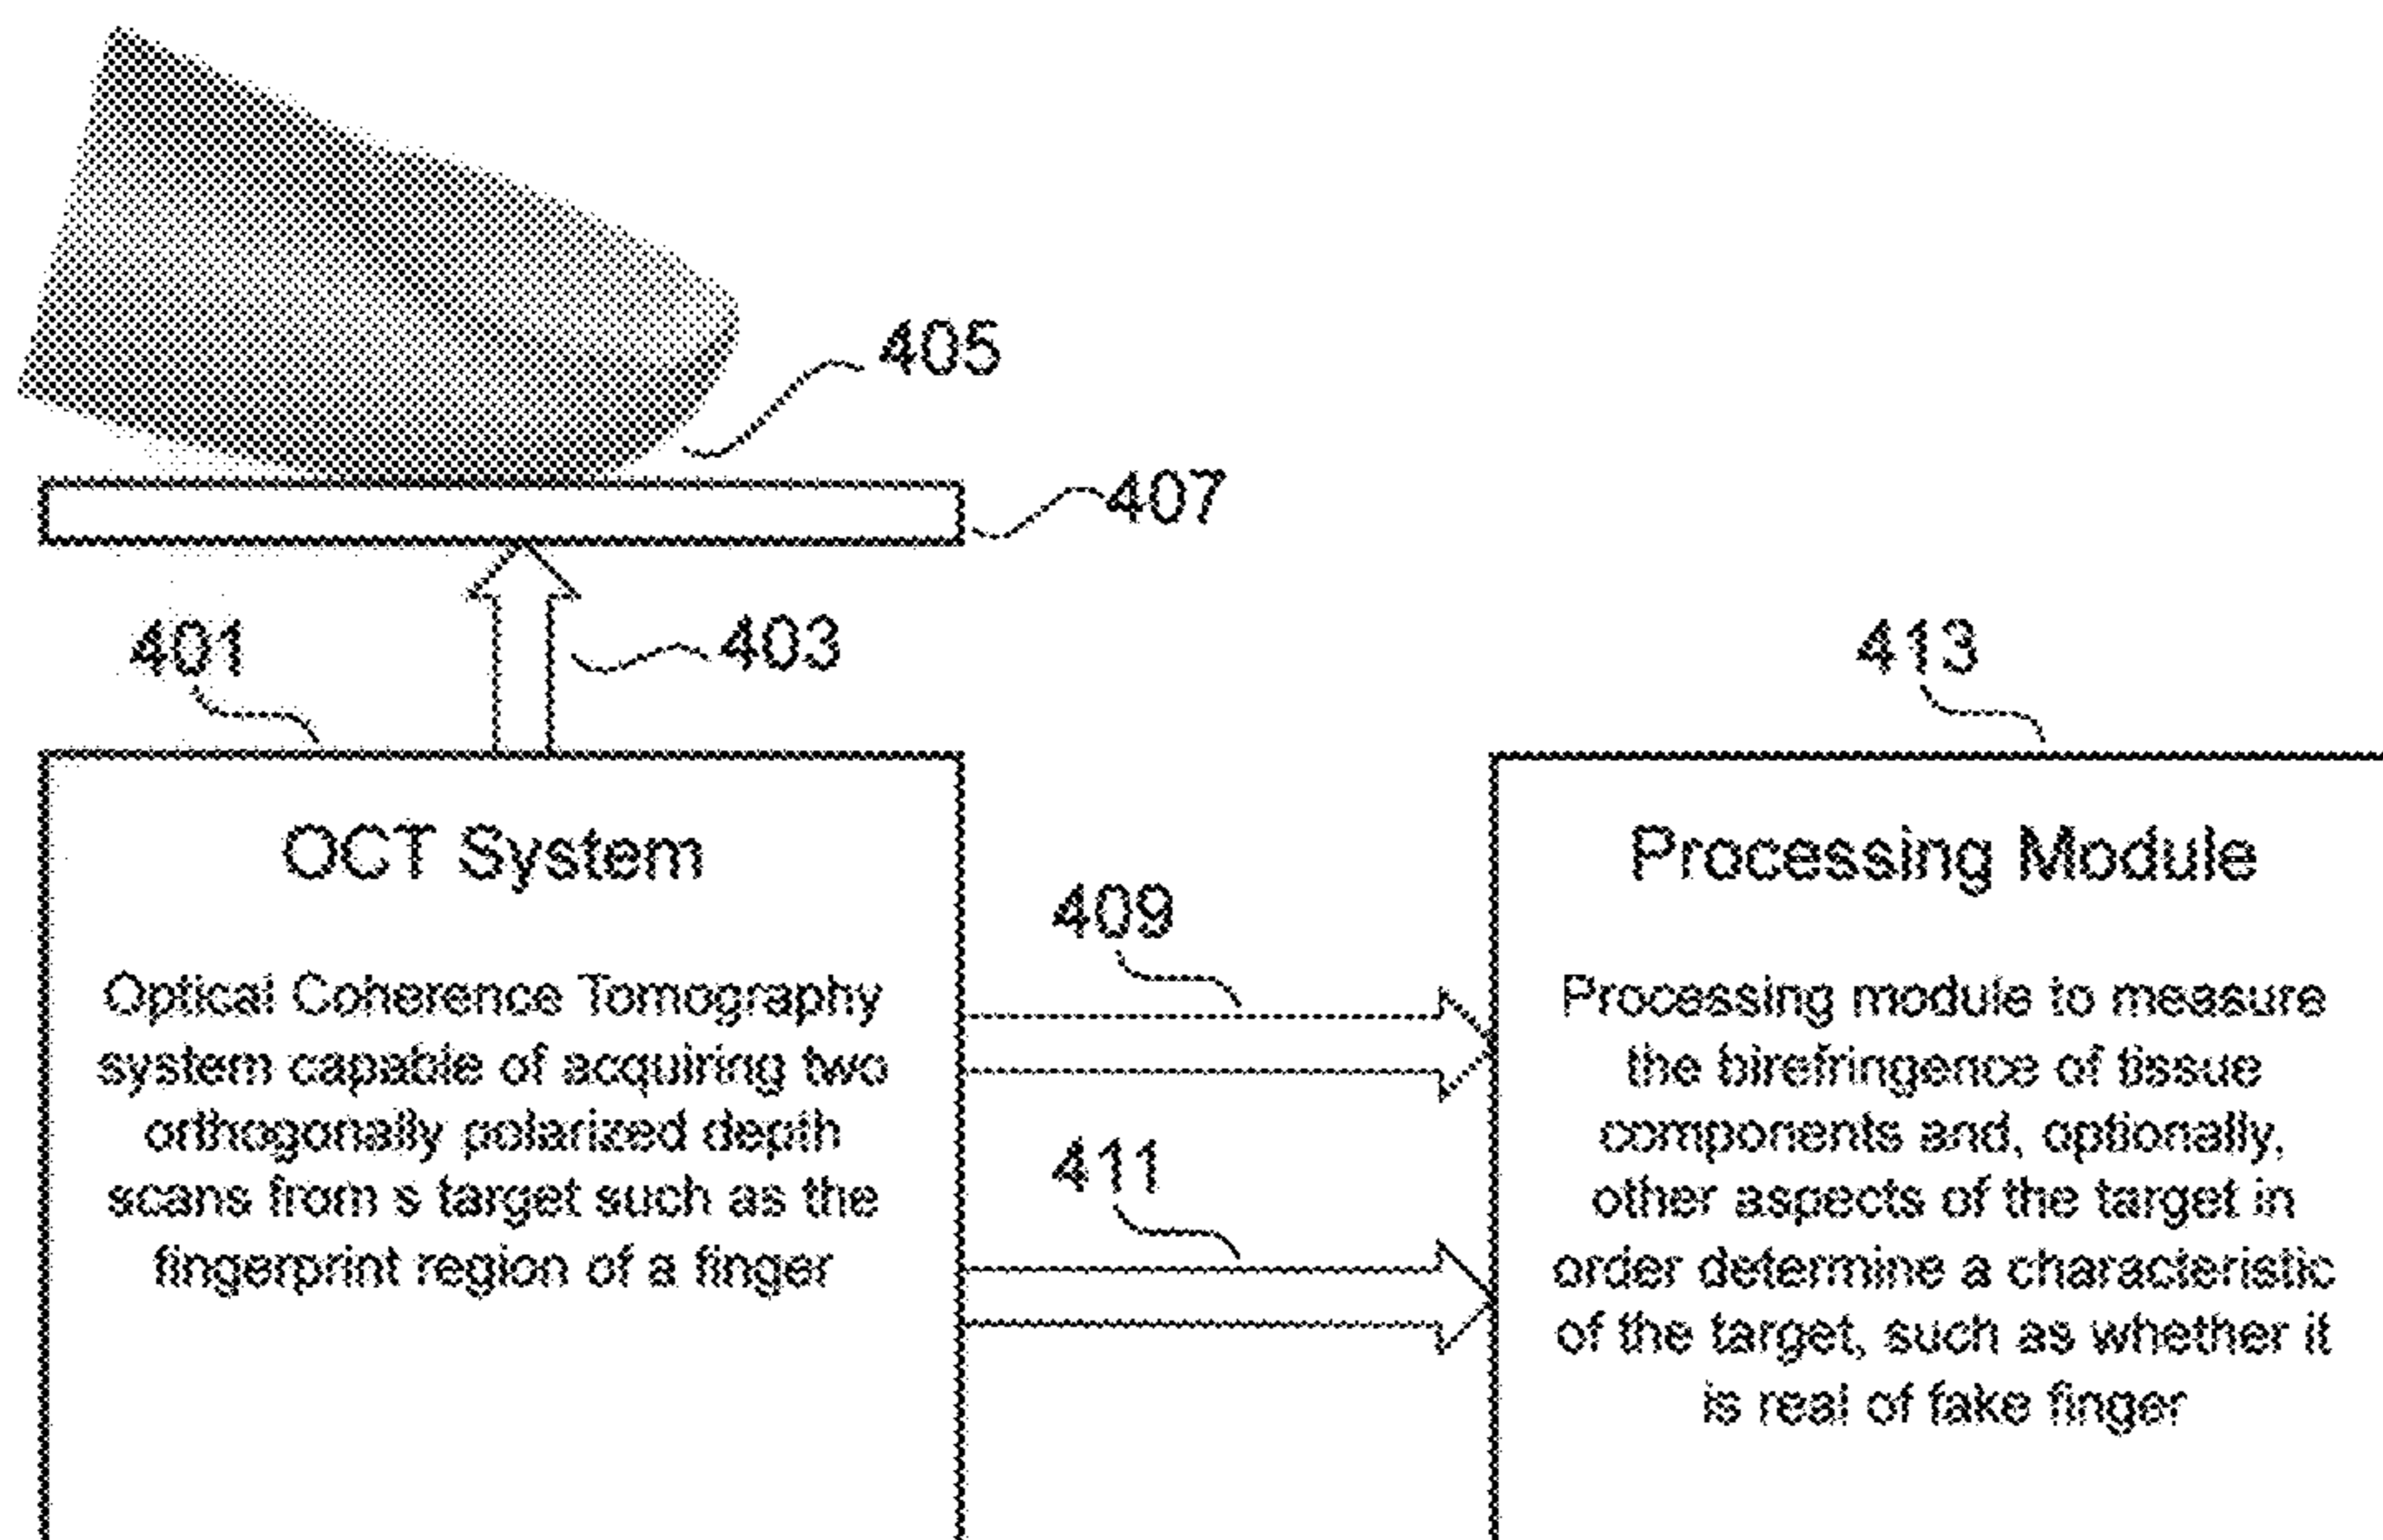 405
407
401
403
413
OCT System
Optical Coherence Tomography
system capable of acquiring two
orthogonally polarized depth
scans from s target such as the
fingerprint region of a finger
409
411
Processing Module
Processing module to measure
the birefringence of tissue
components and, optionally,
other aspects of the target in
order determine a characteristic
of the target, such as whether it
is real of fake finger